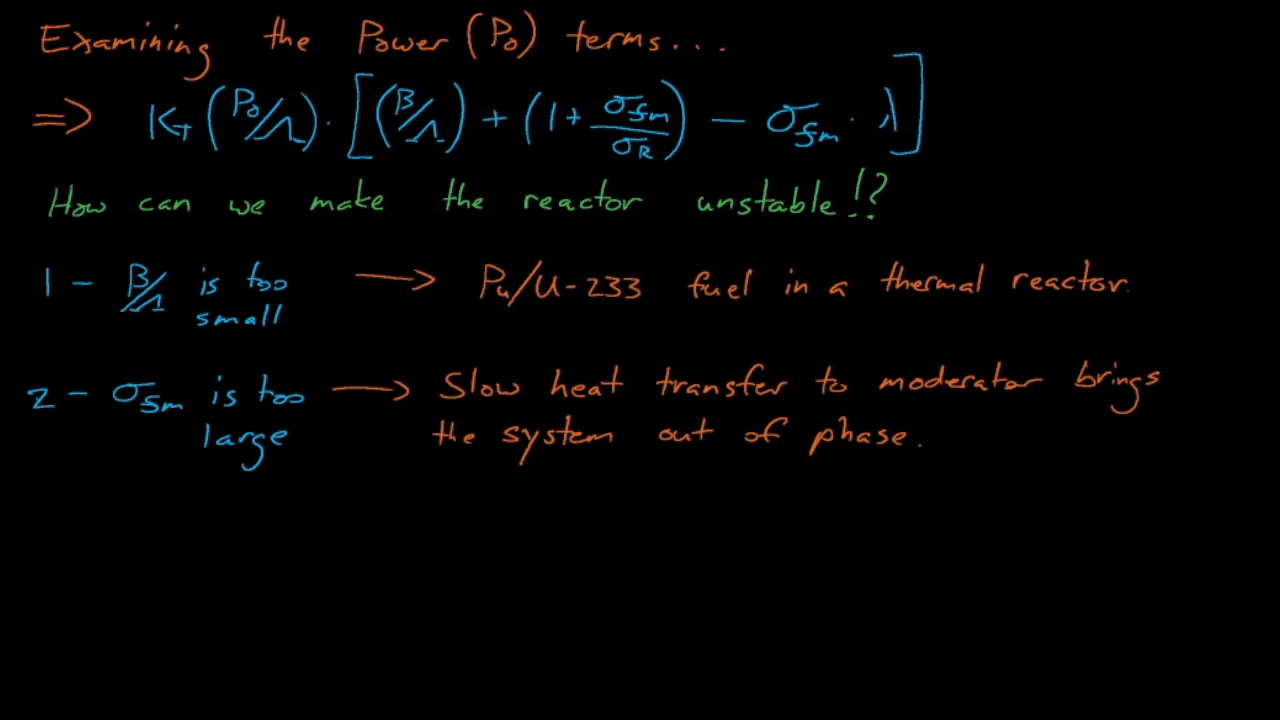 Examining the Power (P₀) terms...
⇒ K_T (P₀/Λ) · [(β/Λ) + (1 + σ_fm/σ_R) − σ_fm · λ]
How can we make the reactor unstable!?
1 - β/Λ is too small → Pu/U-233 fuel in a thermal reactor.
2 - σ_fm is too large → Slow heat transfer to moderator brings
the system out of phase.